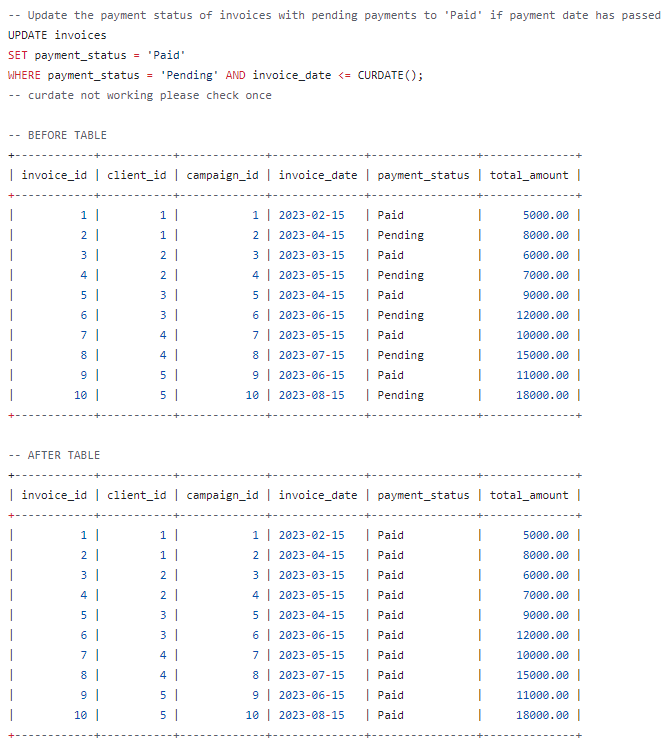 -- Update the payment status of invoices with pending payments to 'Paid' if payment date has passed
UPDATE invoices
SET payment_status = 'Paid'
WHERE payment_status = 'Pending' AND invoice_date <= CURDATE();
-- curdate not working please check once
-- BEFORE TABLE
+------------+-----------+-------------+--------------+----------------+--------------+
| invoice_id | client_id | campaign_id | invoice_date | payment_status | total_amount |
+------------+-----------+-------------+--------------+----------------+--------------+
|          1 |         1 |           1 | 2023-02-15   | Paid           |      5000.00 |
|          2 |         1 |           2 | 2023-04-15   | Pending        |      8000.00 |
|          3 |         2 |           3 | 2023-03-15   | Paid           |      6000.00 |
|          4 |         2 |           4 | 2023-05-15   | Pending        |      7000.00 |
|          5 |         3 |           5 | 2023-04-15   | Paid           |      9000.00 |
|          6 |         3 |           6 | 2023-06-15   | Pending        |     12000.00 |
|          7 |         4 |           7 | 2023-05-15   | Paid           |     10000.00 |
|          8 |         4 |           8 | 2023-07-15   | Pending        |     15000.00 |
|          9 |         5 |           9 | 2023-06-15   | Paid           |     11000.00 |
|         10 |         5 |          10 | 2023-08-15   | Pending        |     18000.00 |
+------------+-----------+-------------+--------------+----------------+--------------+
-- AFTER TABLE
+------------+-----------+-------------+--------------+----------------+--------------+
| invoice_id | client_id | campaign_id | invoice_date | payment_status | total_amount |
+------------+-----------+-------------+--------------+----------------+--------------+
|          1 |         1 |           1 | 2023-02-15   | Paid           |      5000.00 |
|          2 |         1 |           2 | 2023-04-15   | Paid           |      8000.00 |
|          3 |         2 |           3 | 2023-03-15   | Paid           |      6000.00 |
|          4 |         2 |           4 | 2023-05-15   | Paid           |      7000.00 |
|          5 |         3 |           5 | 2023-04-15   | Paid           |      9000.00 |
|          6 |         3 |           6 | 2023-06-15   | Paid           |     12000.00 |
|          7 |         4 |           7 | 2023-05-15   | Paid           |     10000.00 |
|          8 |         4 |           8 | 2023-07-15   | Paid           |     15000.00 |
|          9 |         5 |           9 | 2023-06-15   | Paid           |     11000.00 |
|         10 |         5 |          10 | 2023-08-15   | Paid           |     18000.00 |
+------------+-----------+-------------+--------------+----------------+--------------+